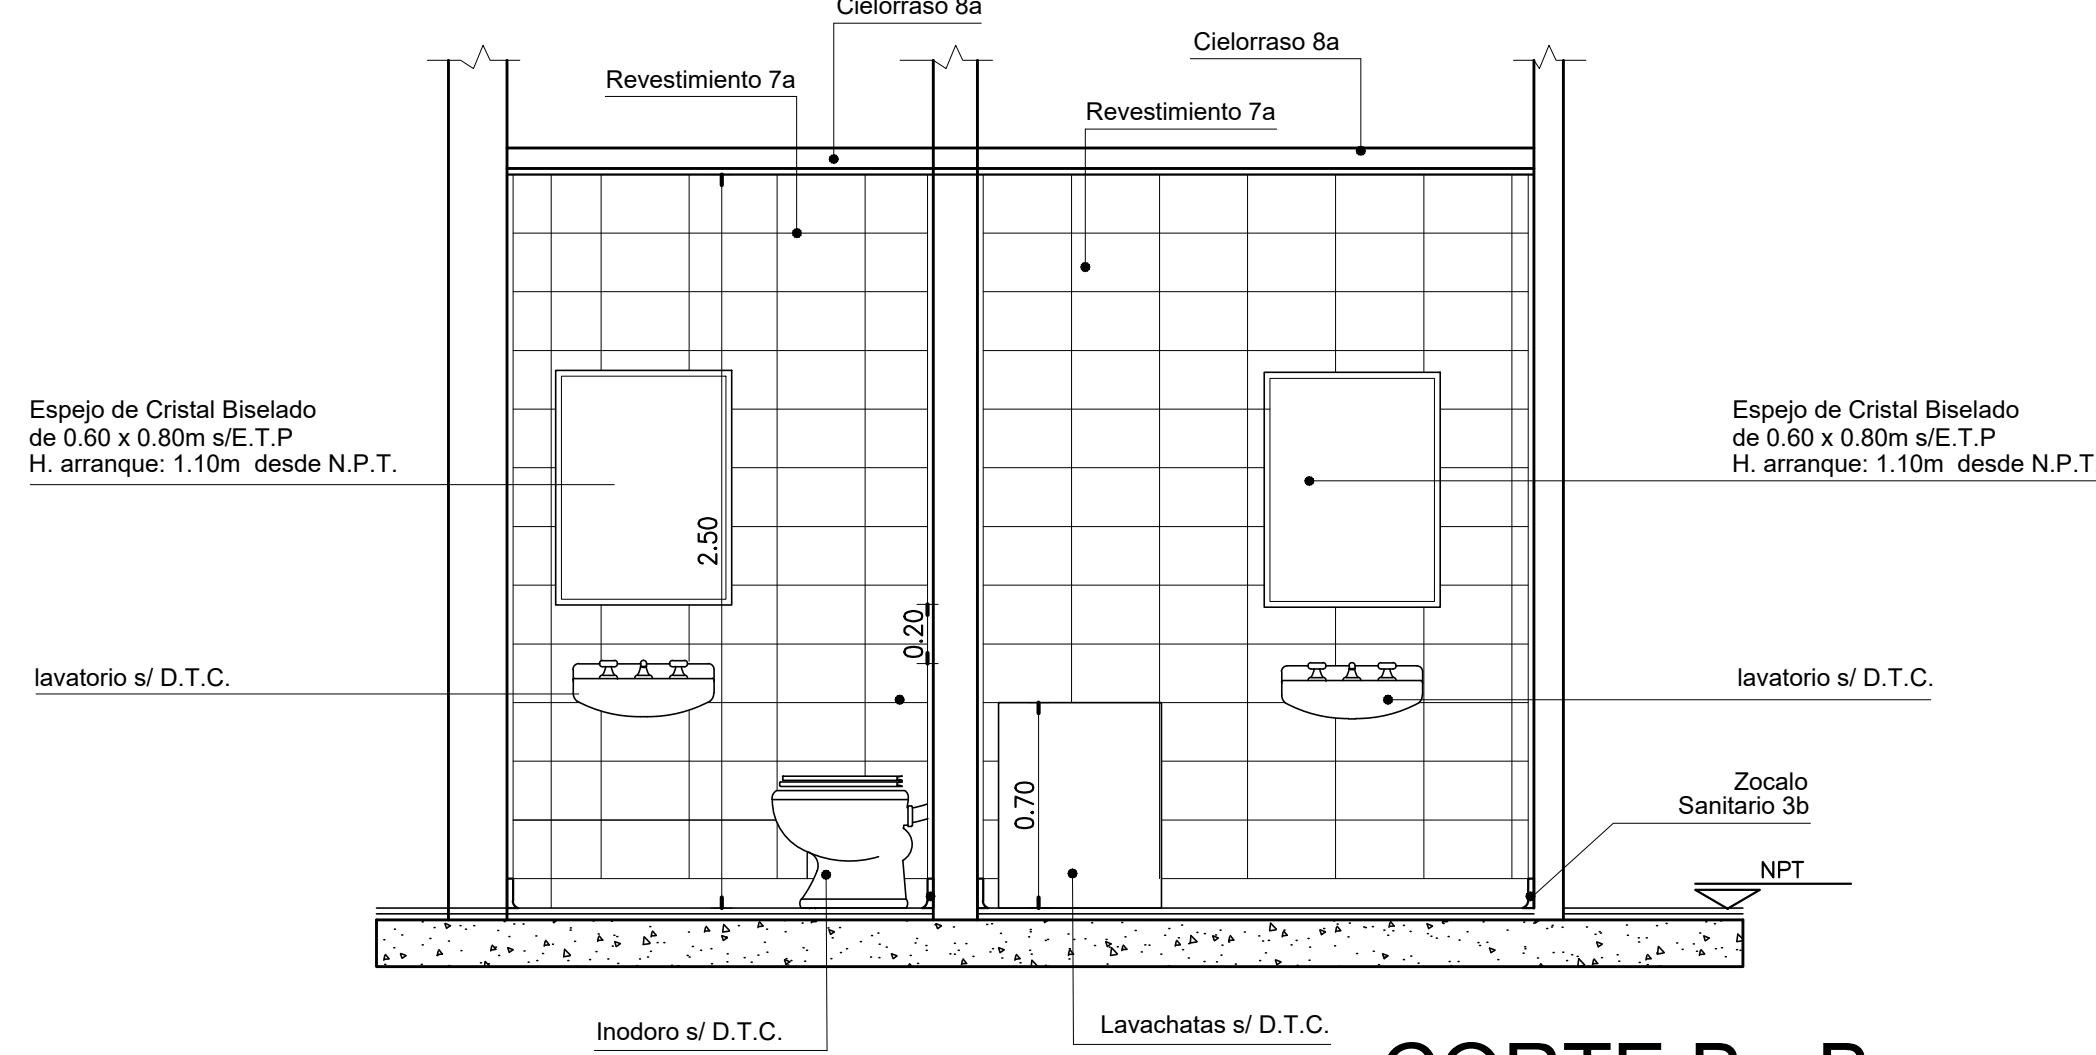 Cielorraso 8a
Cielorraso 8a
Revestimiento 7a
Revestimiento 7a
Espejo de Cristal Biselado
de 0.60 x 0.80m s/E.T.P
H. arranque: 1.10m desde N.P.T.
Espejo de Cristal Biselado
de 0.60 x 0.80m s/E.T.P
H. arranque: 1.10m desde N.P.T
2.50
0.20
lavatorio s/ D.T.C.
lavatorio s/ D.T.C.
0.70
Zocalo
Sanitario 3b
NPT
Inodoro s/ D.T.C.
Lavachatas s/ D.T.C.
CORTE B - B